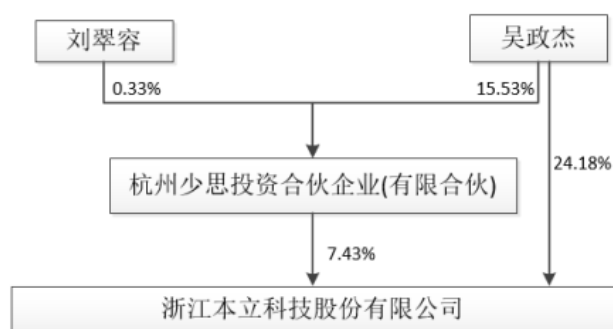 刘翠容
吴政杰
0.33%
15.53%
杭州少思投资合伙企业(有限合伙)
24.18%
7.43%
浙江本立科技股份有限公司